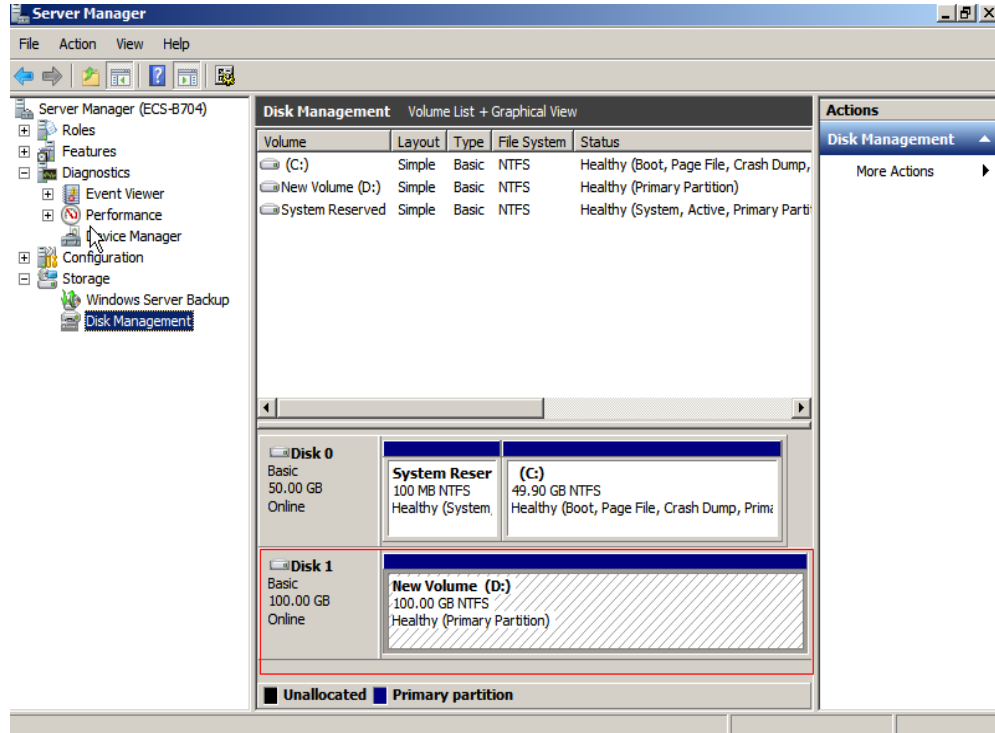 Server Manager
File Action View Help
Server Manager (ECS-B704)
Roles
Features
Diagnostics
Event Viewer
Performance
Device Manager
Configuration
Storage
Windows Server Backup
Disk Management
Disk Management Volume List + Graphical View
Volume Layout Type File System Status
(C:) Simple Basic NTFS Healthy (Boot, Page File, Crash Dump,
New Volume (D:) Simple Basic NTFS Healthy (Primary Partition)
System Reserved Simple Basic NTFS Healthy (System, Active, Primary Parti
Disk 0
Basic
50.00 GB
Online
System Reser
100 MB NTFS
Healthy (System,
(C:)
49.90 GB NTFS
Healthy (Boot, Page File, Crash Dump, Prima
Disk 1
Basic
100.00 GB
Online
New Volume (D:)
100.00 GB NTFS
Healthy (Primary Partition)
Unallocated Primary partition
Actions
Disk Management
More Actions